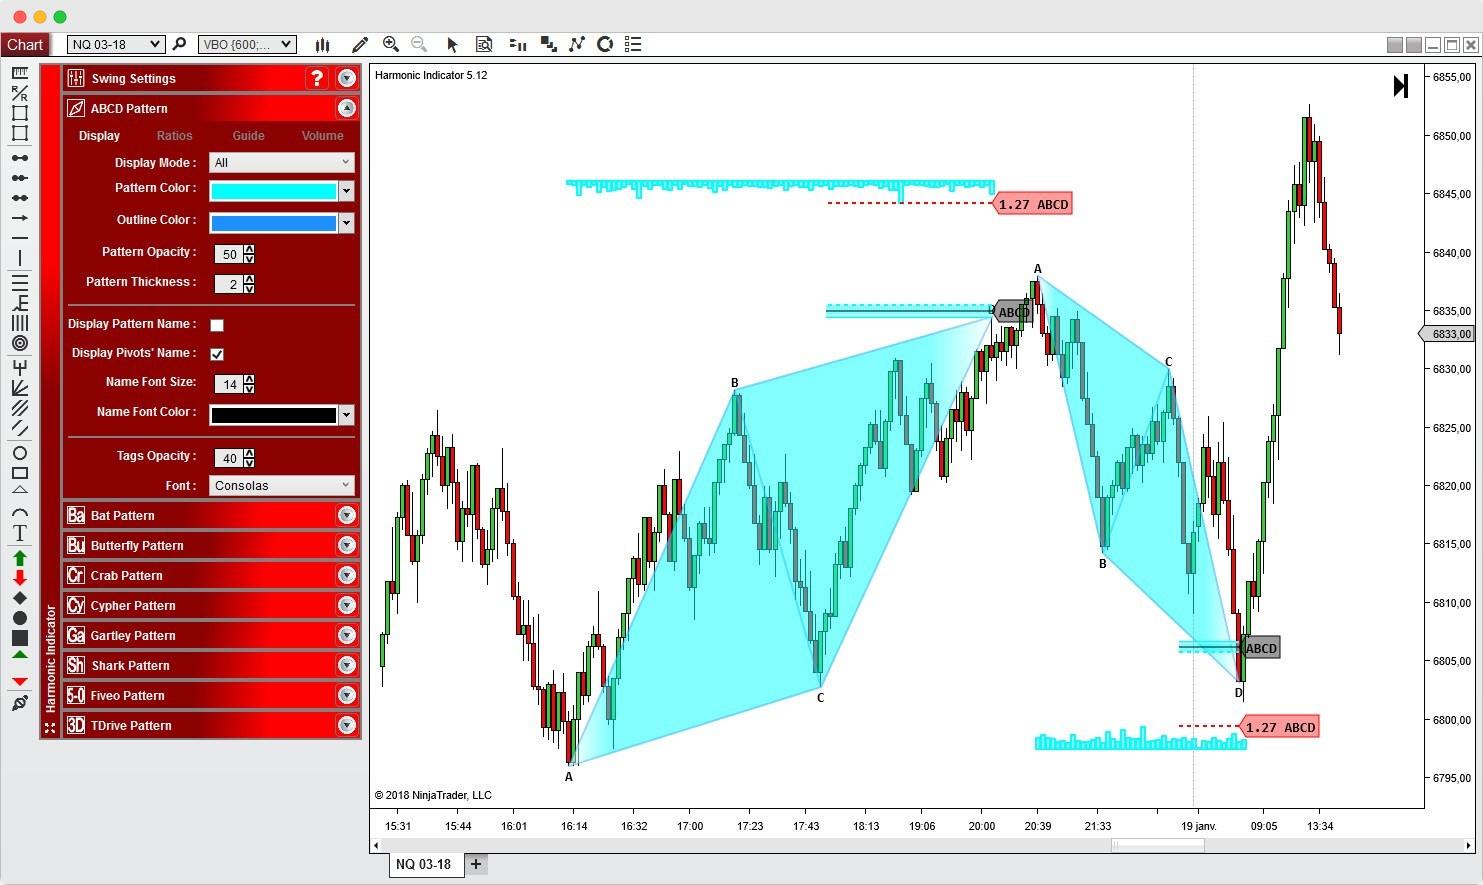 Chart
NQ 03-18
VBO {600;...
Swing Settings
?
ABCD Pattern
Display Ratios Guide Volume
Display Mode : All
Pattern Color :
Outline Color :
Pattern Opacity : 50
Pattern Thickness : 2
Display Pattern Name :
Display Pivots' Name :
Name Font Size: 14
Name Font Color :
Tags Opacity : 40
Font : Consolas
Ba Bat Pattern
Bu Butterfly Pattern
Cr Crab Pattern
Cy Cypher Pattern
Ga Gartley Pattern
Sh Shark Pattern
5-0 Fiveo Pattern
3D TDrive Pattern
Harmonic Indicator
R/R
T
Harmonic Indicator 5.12
1.27 ABCD
D
ABCD
A
B
C
A
C
B
ABCD
D
1.27 ABCD
A
© 2018 NinjaTrader, LLC
6855,00
6850,00
6845,00
6840,00
6835,00
6833,00
6830,00
6825,00
6820,00
6815,00
6810,00
6805,00
6800,00
6795,00
15:31 15:44 16:01 16:14 16:32 17:00 17:23 17:43 18:13 19:06 20:00 20:39 21:33 19 janv. 09:05 13:34
NQ 03-18 +